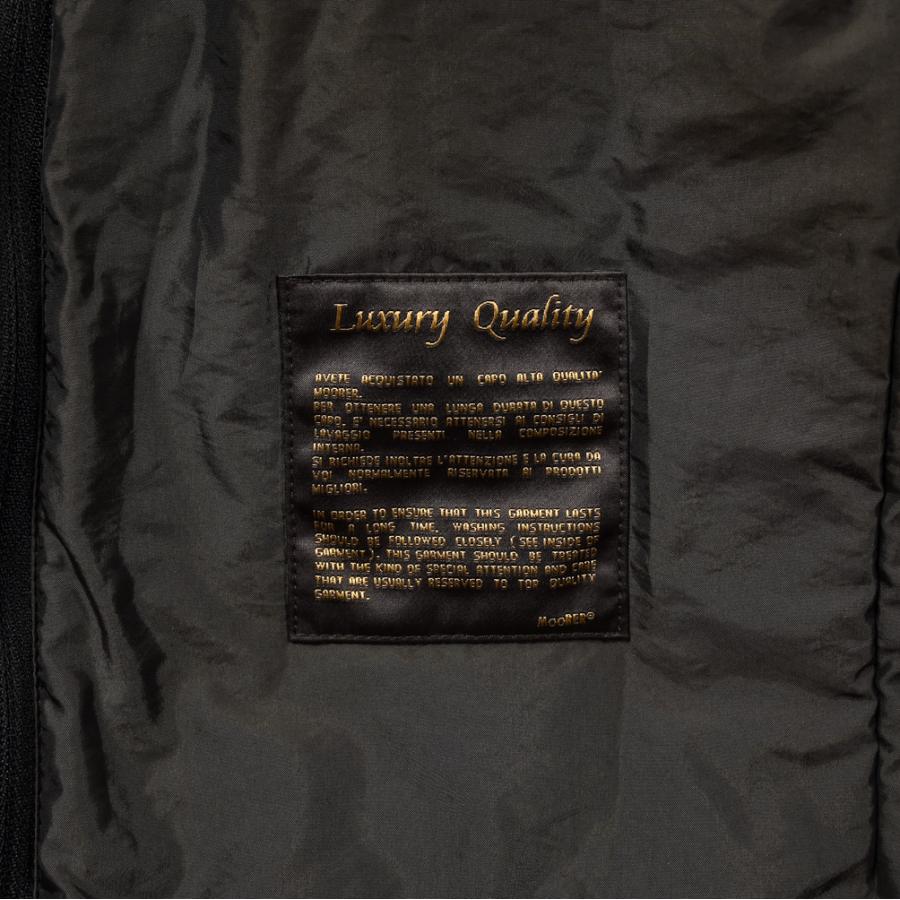 Luxury Quality
AVETE ACQUISTATO UN CAPO ALTA QUALITA'
MOORER.
PER OTTENERE UNA LUNGA DURATA DI QUESTO
CAPO, E' NECESSARIO ATTENERSI AI CONSIGLI DI
LAVAGGIO PRESENTI NELLA COMPOSIZIONE
INTERNA.
SI RICHIEDE INOLTRE L'ATTENZIONE E LA CURA DA
VOI NORMALMENTE RISERVATA AI PRODOTTI
MIGLIORI.
IN ORDER TO ENSURE THAT THIS GARMENT LASTS
FOR A LONG TIME, WASHING INSTRUCTIONS
SHOULD BE FOLLOWED CLOSELY (SEE INSIDE OF
GARMENT). THIS GARMENT SHOULD BE TREATED
WITH THE KIND OF SPECIAL ATTENTION AND CARE
THAT ARE USUALLY RESERVED TO TOP QUALITY
GARMENT.
MOORER®